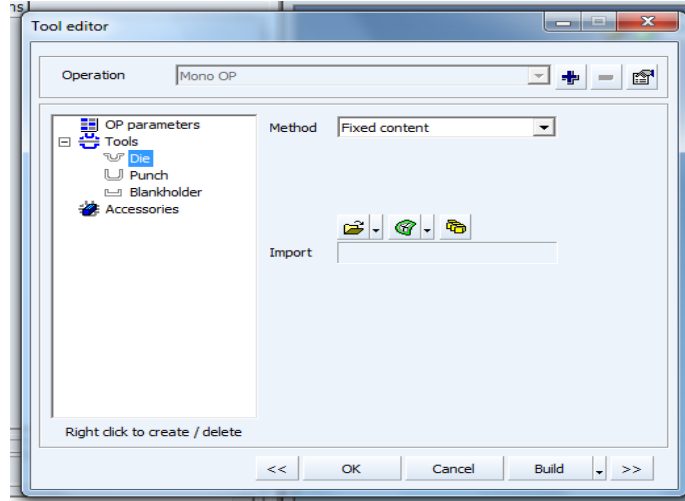 ns
Tool editor
Operation
Mono OP
OP parameters
Tools
Die
Punch
Blankholder
Accessories
Method
Fixed content
Import
Right click to create / delete
<<
OK
Cancel
Build
>>